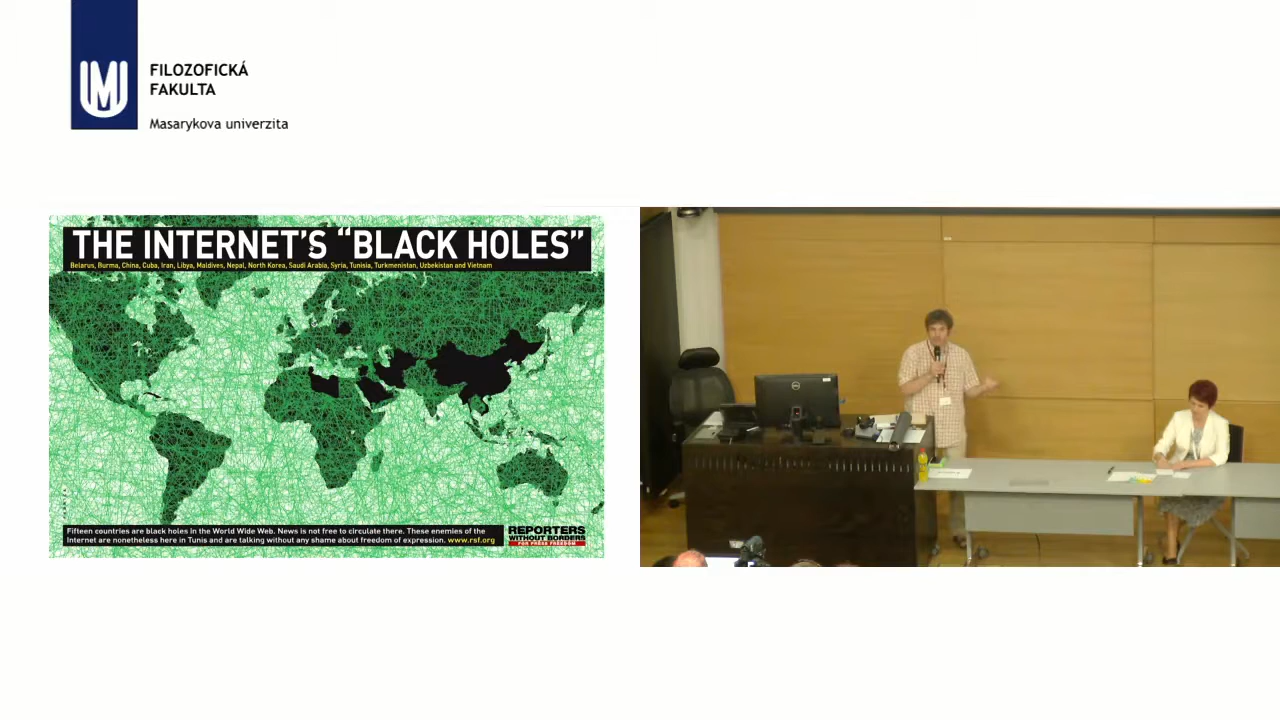 FILOZOFICKÁ
FAKULTA
Masarykova univerzita
THE INTERNET'S “BLACK HOLES”
Belarus, Burma, China, Cuba, Iran, Libya, Maldives, Nepal, North Korea, Saudi Arabia, Syria, Tunisia, Turkmenistan, Uzbekistan and Vietnam
Fifteen countries are black holes in the World Wide Web. News is not free to circulate there. These enemies of the
Internet are nonetheless here in Tunis and are talking without any shame about freedom of expression. www.rsf.org
REPORTERS
WITHOUT BORDERS
FOR PRESS FREEDOM